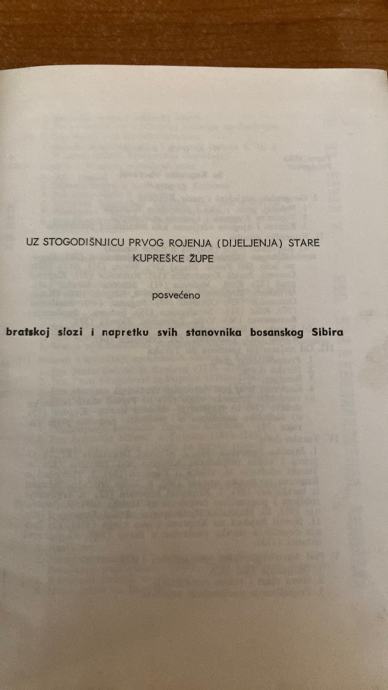 UZ STOGODIŠNJICU PRVOG ROJENJA (DIJELJENJA) STARE
KUPREŠKE ŽUPE
posvećeno
bratskoj slozi i napretku svih stanovnika bosanskog Sibira